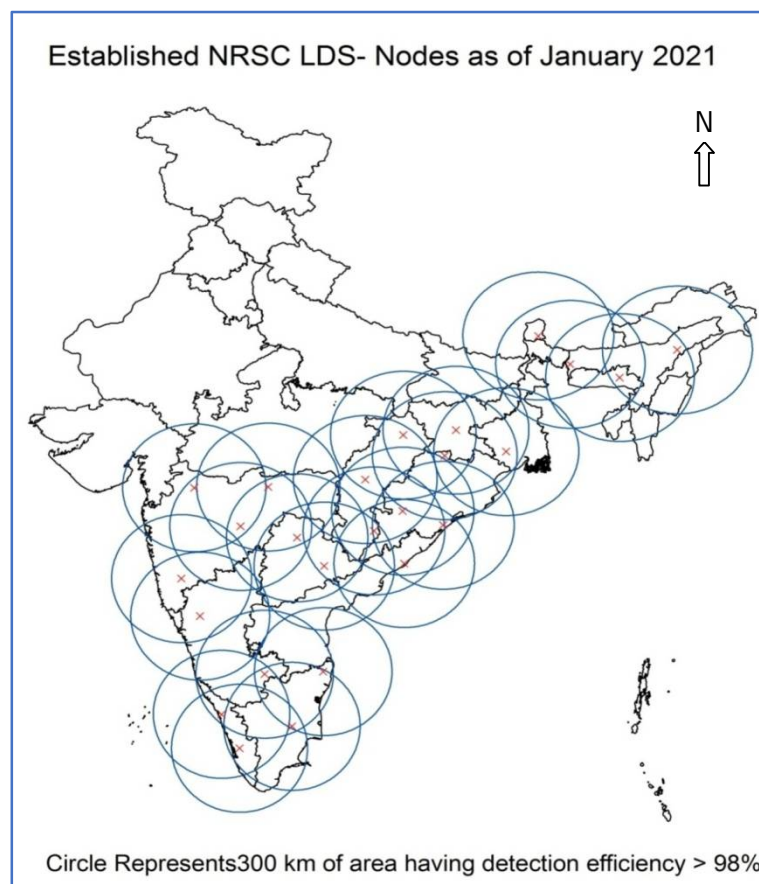 Established NRSC LDS- Nodes as of January 2021
N
Circle Represents300 km of area having detection efficiency > 98%